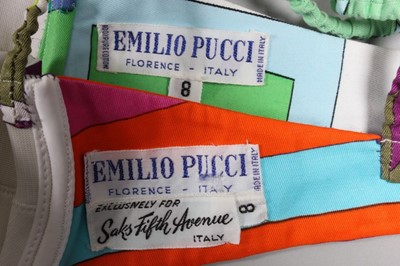 EMILIO PUCCI
FLORENCE - ITALY
MADE IN ITALY
8
EMILIO PUCCI
FLORENCE - ITALY
MADE IN ITALY
EXCLUSIVELY FOR
Saks Fifth Avenue
ITALY
8